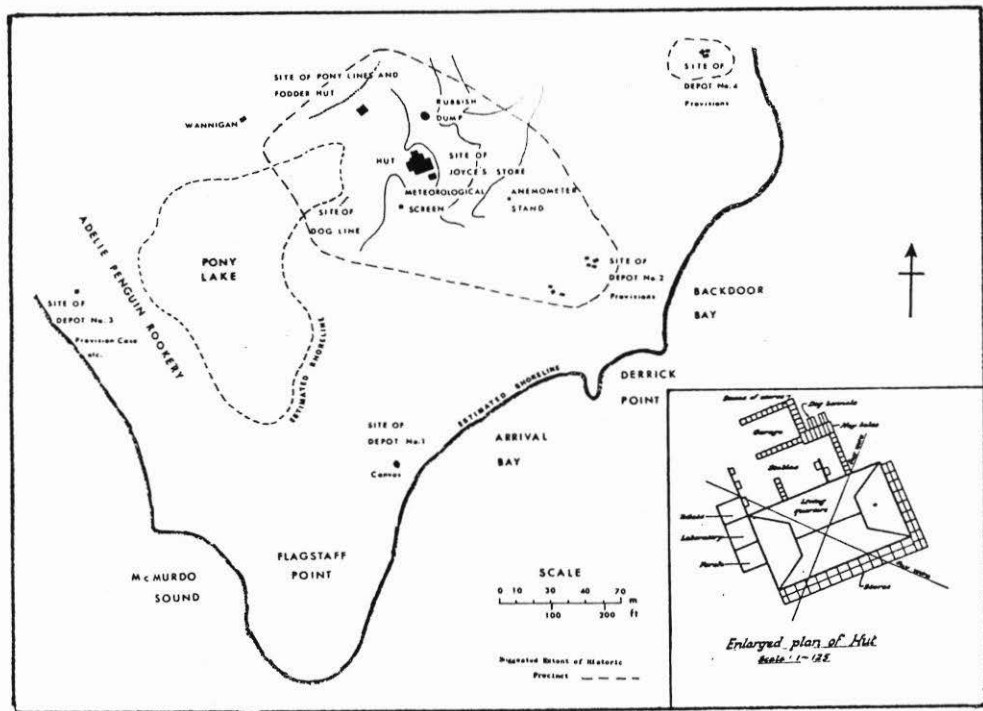 SITE OF PONY LINES AND
FODDER HUT
WANNIGAN
RUBBISH
DUMP
HUT
SITE OF
JOYCE'S STORE
METEOROLOGICAL
SCREEN
ANEMOMETER
STAND
SITE OF
DOG LINE
SITE OF
DEPOT No. 4
Provisions
ADELIE PENGUIN ROOKERY
PONY
LAKE
SITE OF
DEPOT No. 3
Provision Case
etc.
ESTIMATED SHORELINE
SITE OF
DEPOT No. 2
Provisions
BACKDOOR
BAY
DERRICK
POINT
ESTIMATED SHORELINE
ARRIVAL
BAY
SITE OF
DEPOT No. 1
Canvas
FLAGSTAFF
POINT
McMURDO
SOUND
SCALE
0 10 30 40 70
m
100 200
ft
Suggested Extent of Historic
Precinct
Dog kennels
Hay bales
Garage
Stables
Living
quarters
Laboratory
Porch
Stores
Enlarged plan of Hut
Scale 1-125